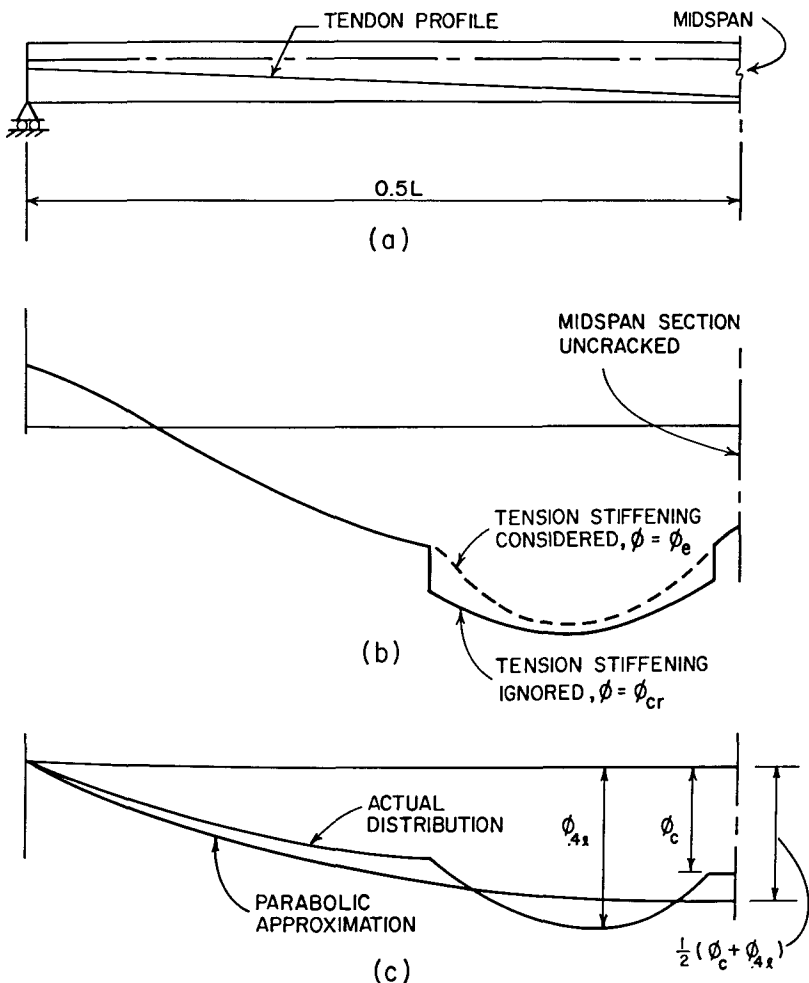 TENDON PROFILE
MIDSPAN
0.5L
(a)
MIDSPAN SECTION
UNCRACKED
TENSION STIFFENING
CONSIDERED, ϕ = ϕe
(b)
TENSION STIFFENING
IGNORED, ϕ = ϕcr
ACTUAL
DISTRIBUTION
ϕ.4ℓ
ϕc
PARABOLIC
APPROXIMATION
½(ϕc + ϕ.4ℓ)
(c)